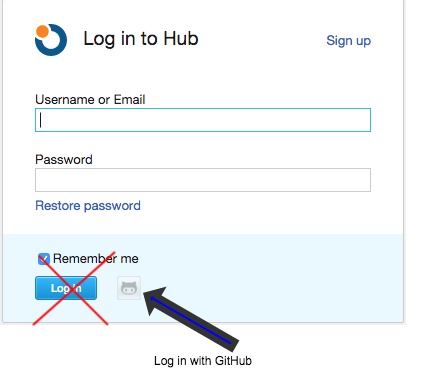 Log in to Hub
Sign up
Username or Email
Password
Restore password
Remember me
Log in
Log in with GitHub